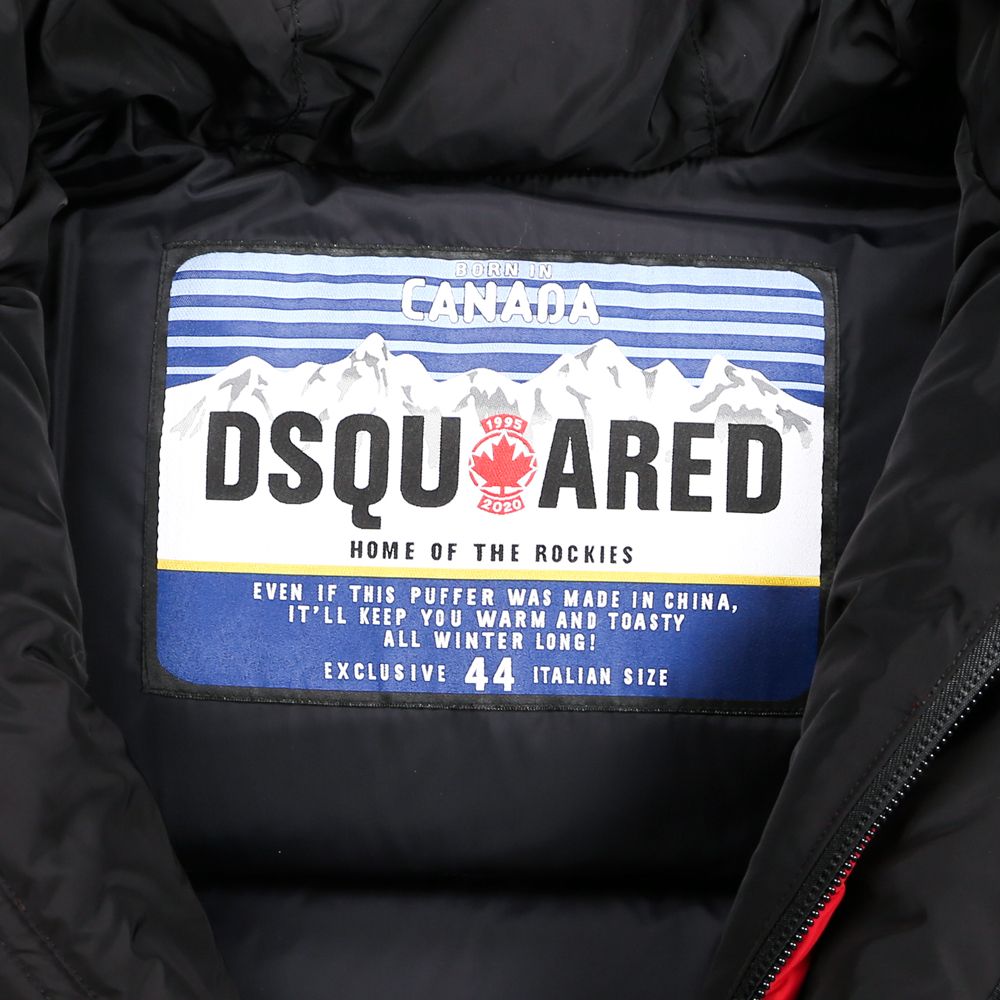 BORN IN
CANADA
1995
DSQU ARED
2020
HOME OF THE ROCKIES
EVEN IF THIS PUFFER WAS MADE IN CHINA,
IT'LL KEEP YOU WARM AND TOASTY
ALL WINTER LONG!
EXCLUSIVE 44 ITALIAN SIZE